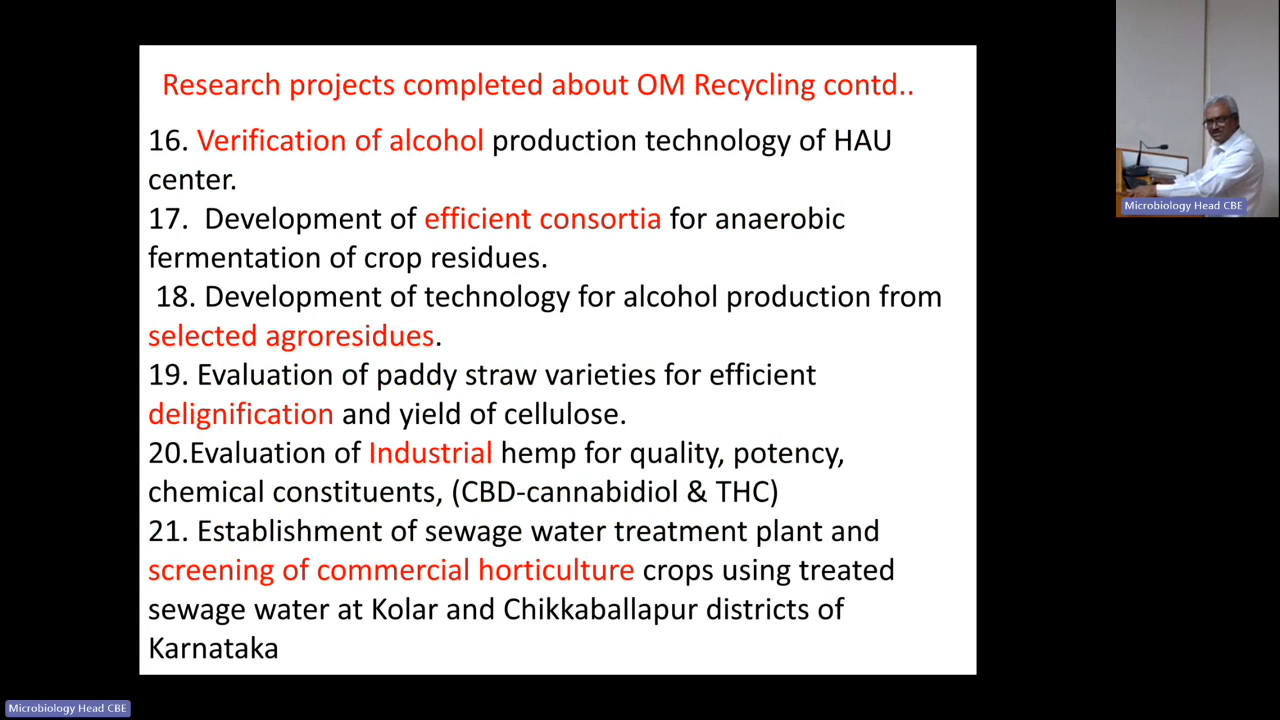 Research projects completed about OM Recycling contd..
16. Verification of alcohol production technology of HAU
center.
17. Development of efficient consortia for anaerobic
fermentation of crop residues.
18. Development of technology for alcohol production from
selected agroresidues.
19. Evaluation of paddy straw varieties for efficient
delignification and yield of cellulose.
20.Evaluation of Industrial hemp for quality, potency,
chemical constituents, (CBD-cannabidiol & THC)
21. Establishment of sewage water treatment plant and
screening of commercial horticulture crops using treated
sewage water at Kolar and Chikkaballapur districts of
Karnataka
Microbiology Head CBE
Microbiology Head CBE